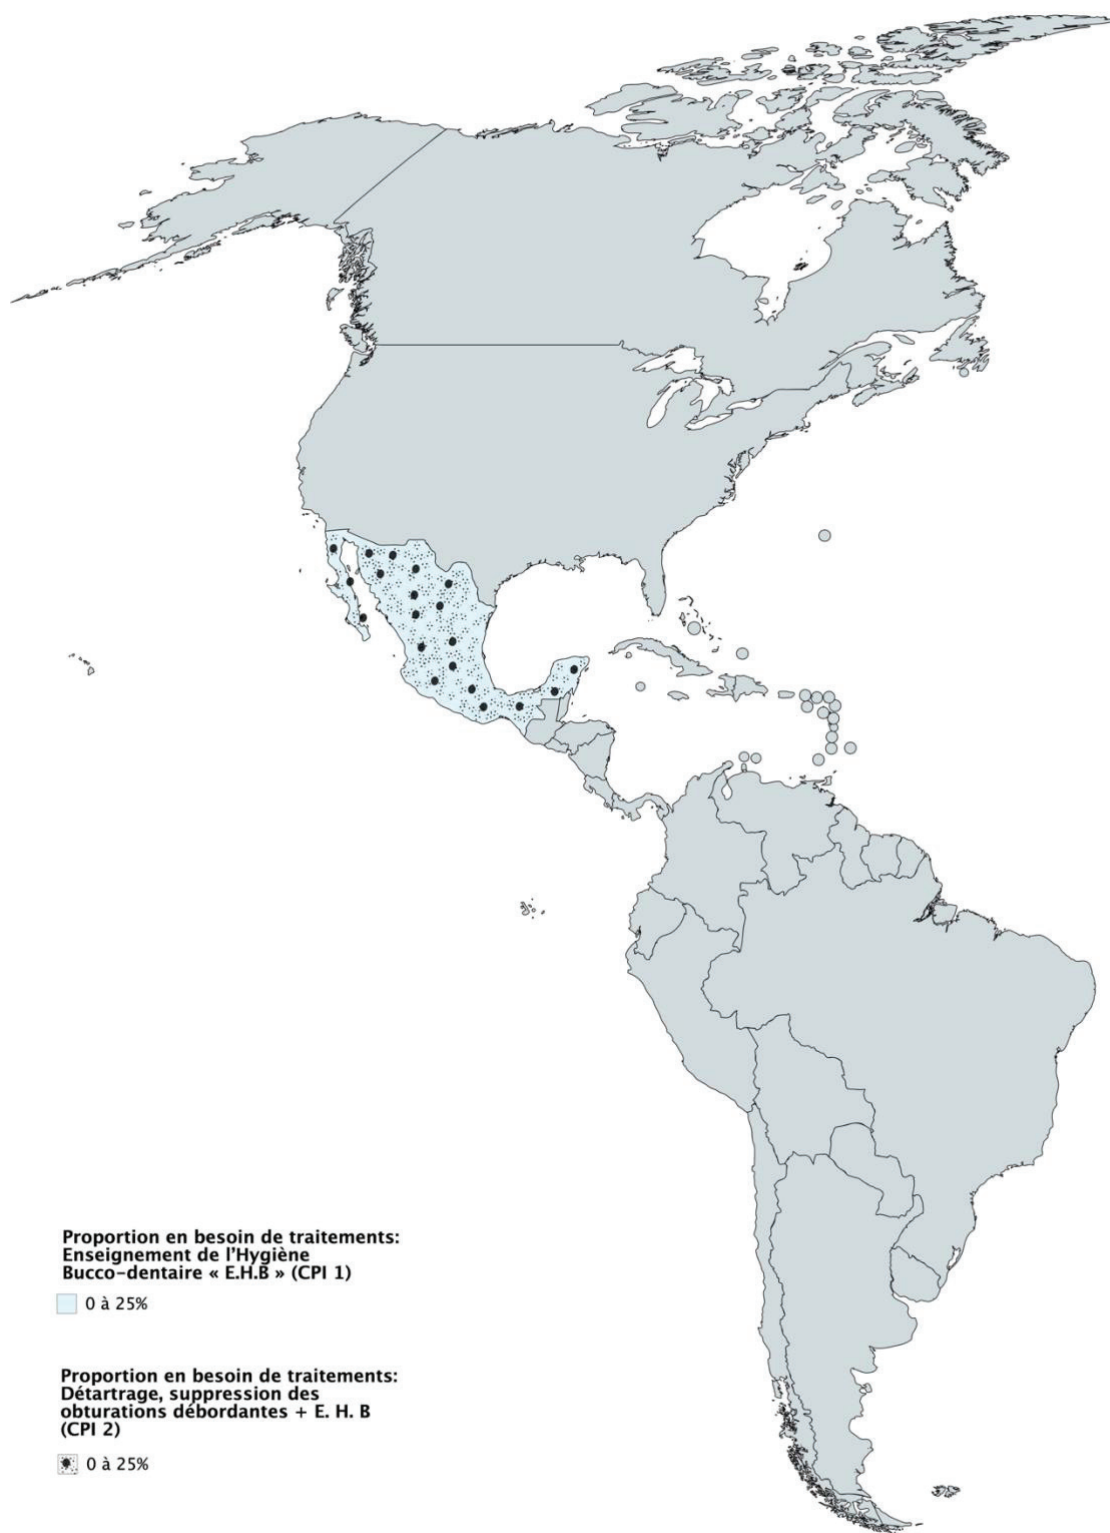 Proportion en besoin de traitements:
Enseignement de l'Hygiène
Bucco-dentaire « E.H.B » (CPI 1)
0 à 25%
Proportion en besoin de traitements:
Détartrage, suppression des
obturations débordantes + E. H. B
(CPI 2)
0 à 25%